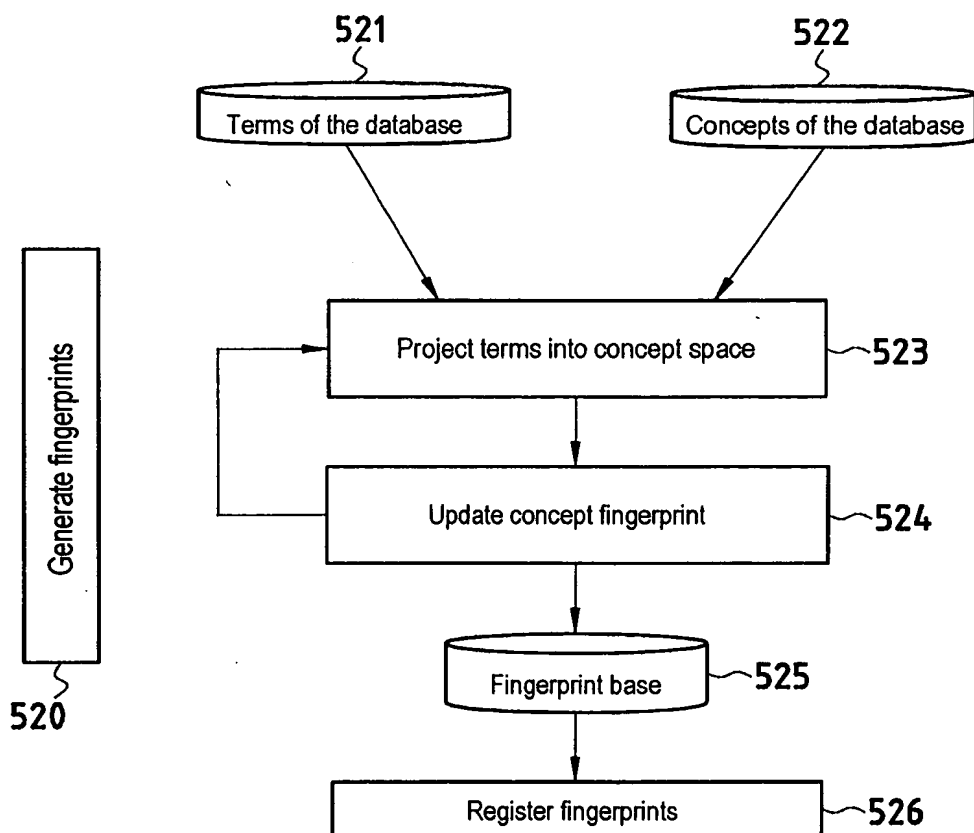 521
522
Terms of the database
Concepts of the database
Project terms into concept space
523
Generate fingerprints
Update concept fingerprint
524
Fingerprint base
525
520
Register fingerprints
526